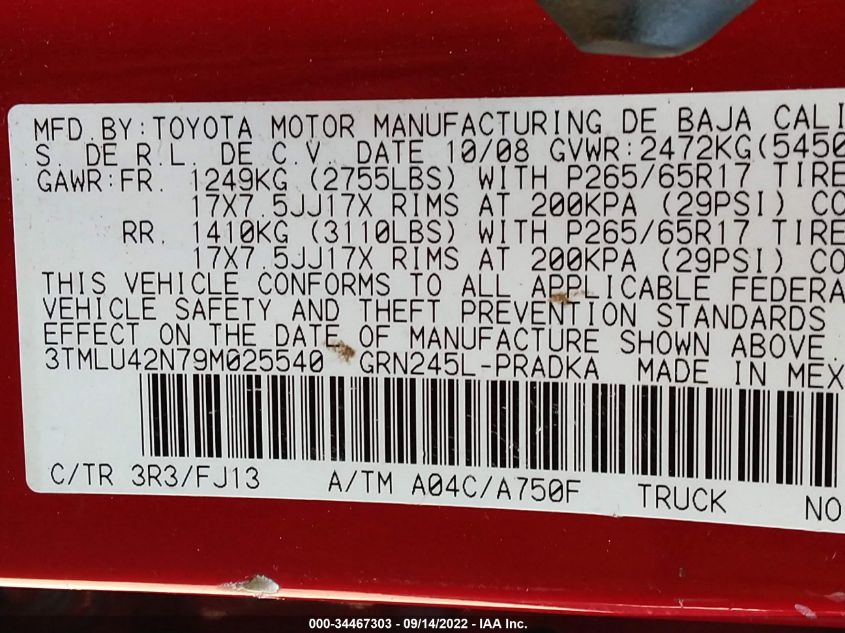 MFD. BY: TOYOTA MOTOR MANUFACTURING DE BAJA CALI
S. DE R.L. DE C.V. DATE 10/08 GVWR:2472KG(5450
GAWR:FR. 1249KG (2755LBS) WITH P265/65R17 TIRE
17X7.5JJ17X RIMS AT 200KPA (29PSI) CO
RR. 1410KG (3110LBS) WITH P265/65R17 TIRE
17X7.5JJ17X RIMS AT 200KPA (29PSI) CO
THIS VEHICLE CONFORMS TO ALL APPLICABLE FEDERA
VEHICLE SAFETY AND THEFT PREVENTION STANDARDS
EFFECT ON THE DATE OF MANUFACTURE SHOWN ABOVE.
3TMLU42N79M025540 GRN245L-PRADKA MADE IN MEX
C/TR 3R3/FJ13 A/TM A04C/A750F TRUCK NO
000-34467303 - 09/14/2022 - IAA Inc.